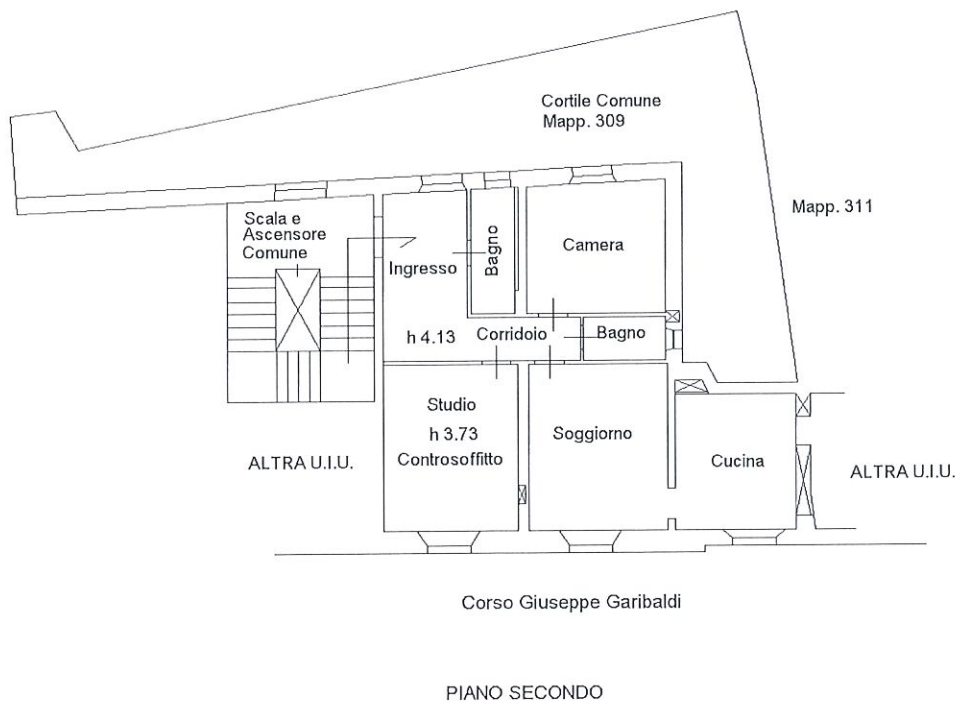 Cortile Comune
Mapp. 309
Mapp. 311
Scala e
Ascensore
Comune
Ingresso
Bagno
Camera
h 4.13
Corridoio
Bagno
Studio
h 3.73
Controsoffitto
Soggiorno
Cucina
ALTRA U.I.U.
ALTRA U.I.U.
Corso Giuseppe Garibaldi
PIANO SECONDO